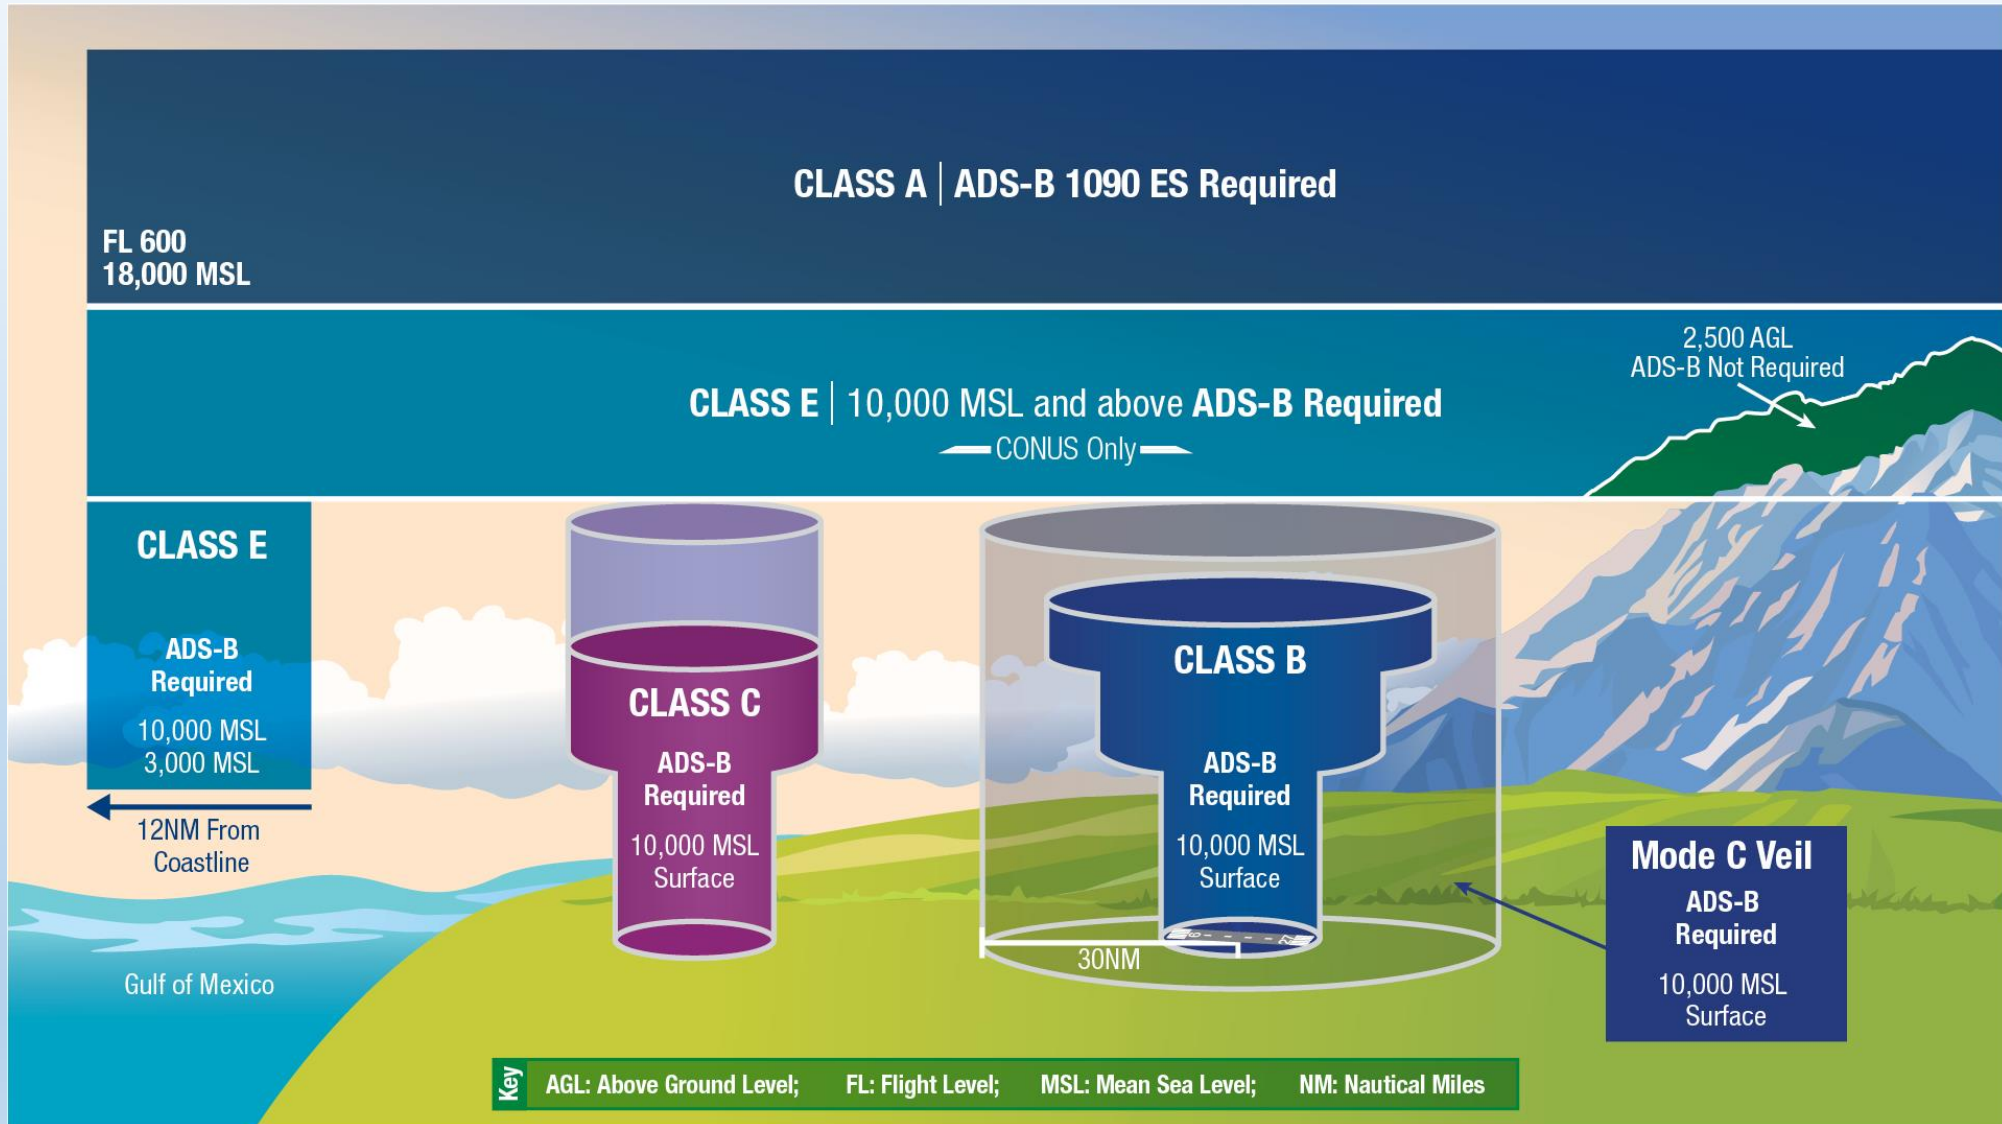 CLASS A | ADS-B 1090 ES Required
FL 600
18,000 MSL
2,500 AGL
ADS-B Not Required
CLASS E | 10,000 MSL and above ADS-B Required
CONUS Only
CLASS E
ADS-B
Required
10,000 MSL
3,000 MSL
12NM From
Coastline
Gulf of Mexico
CLASS C
ADS-B
Required
10,000 MSL
Surface
CLASS B
ADS-B
Required
10,000 MSL
Surface
30NM
Mode C Veil
ADS-B
Required
10,000 MSL
Surface
Key
AGL: Above Ground Level; FL: Flight Level; MSL: Mean Sea Level; NM: Nautical Miles